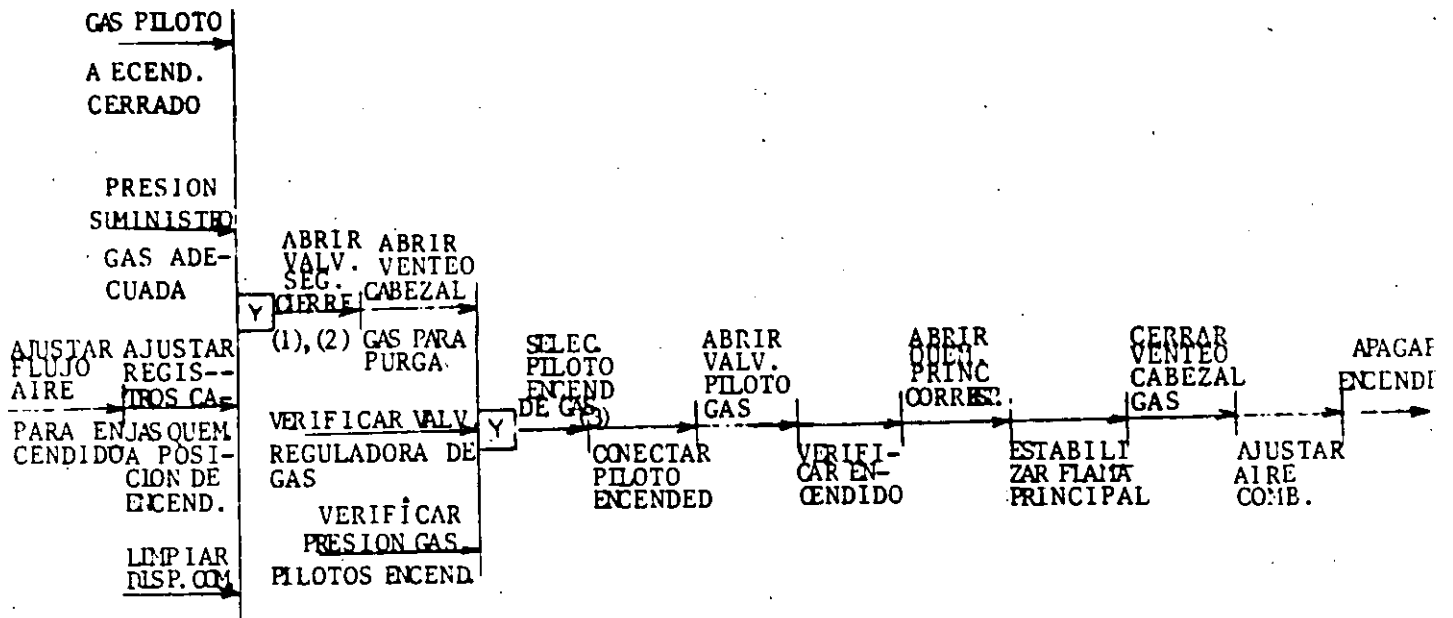 GAS PILOTO
A ECEND.
CERRADO
PRESION
SUMINISTRO
GAS ADE-
CUADA
AJUSTAR
FLUJO
AIRE
PARA EN
CENDIDO
AJUSTAR
REGIS--
TROS CA-
JAS QUEM.
A POSI-
CION DE
ENCEND.
LIMPIAR
DISP. COM.
Y
ABRIR
VALV.
SEG.
CIERRE
(1),(2)
ABRIR
VENTEO
CABEZAL
GAS PARA
PURGA
VERIFICAR VALV.
REGULADORA DE
GAS
VERIFICAR
PRESION GAS
PILOTOS ENCEND.
Y
SELEC.
PILOTO
ENCEND
DE GAS
(3)
CONECTAR
PILOTO
ENCENDED
ABRIR
VALV.
PILOTO
GAS
VERIFI-
CAR EN-
CENDIDO
ABRIR
QUEM.
PRINC
CORRES.
ESTABILI
ZAR FLAMA
PRINCIPAL
CERRAR
VENTEO
CABEZAL
GAS
AJUSTAR
AIRE
COMB.
APAGAR
ENCENDI